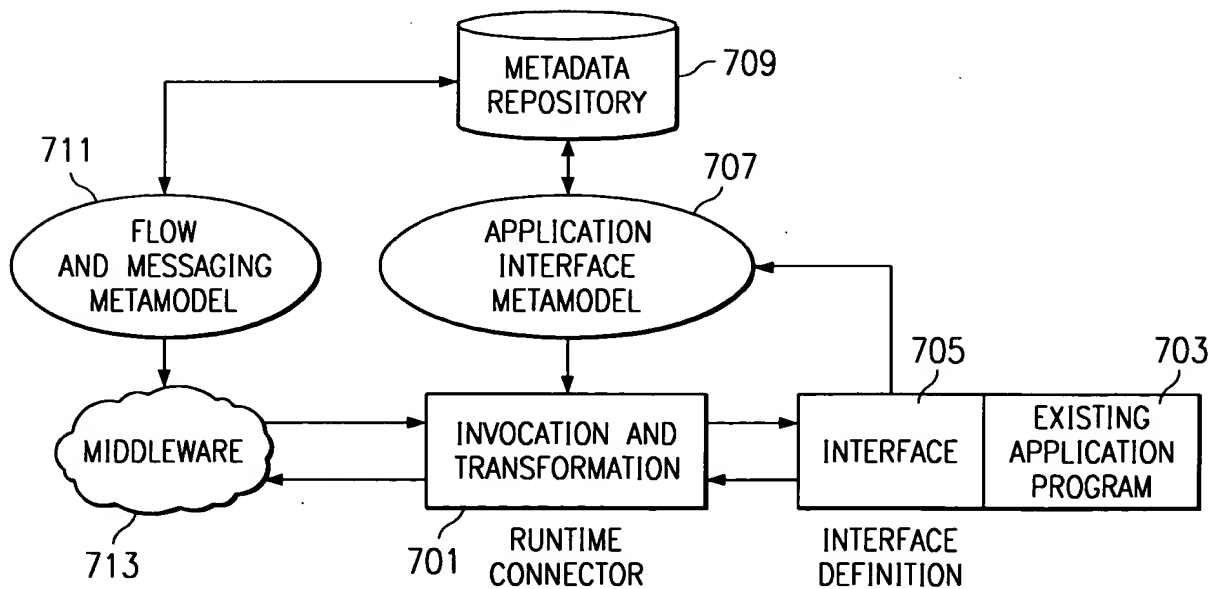 METADATA
REPOSITORY
709
711
707
FLOW
AND MESSAGING
METAMODEL
APPLICATION
INTERFACE
METAMODEL
705
703
MIDDLEWARE
INVOCATION AND
TRANSFORMATION
INTERFACE
EXISTING
APPLICATION
PROGRAM
713
701
RUNTIME
CONNECTOR
INTERFACE
DEFINITION